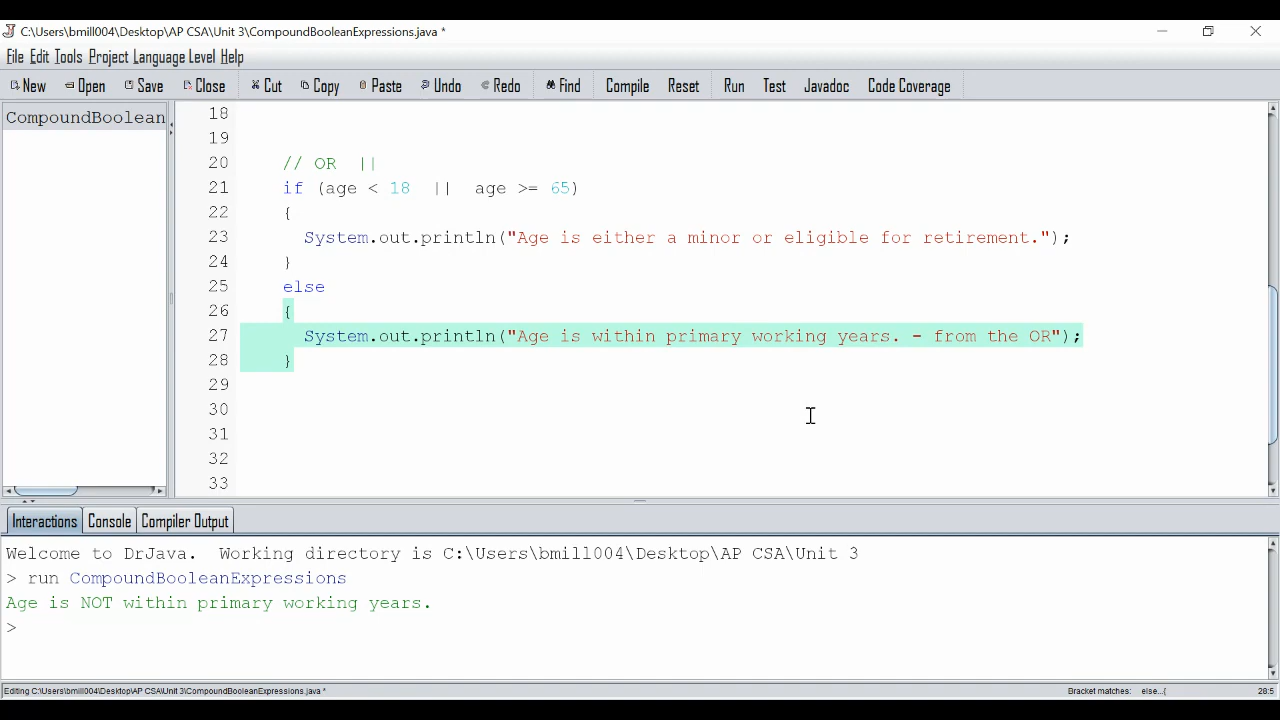 C:\Users\bmill004\Desktop\AP CSA\Unit 3\CompoundBooleanExpressions.java *
File Edit Tools Project Language Level Help
New Open Save Close Cut Copy Paste Undo Redo Find Compile Reset Run Test Javadoc Code Coverage
CompoundBoolean
18
19
20 // OR ||
21 if (age < 18 || age >= 65)
22 {
23 System.out.println("Age is either a minor or eligible for retirement.");
24 }
25 else
26 {
27 System.out.println("Age is within primary working years. - from the OR");
28 }
29
30
31
32
33
Interactions Console Compiler Output
Welcome to DrJava. Working directory is C:\Users\bmill004\Desktop\AP CSA\Unit 3
> run CompoundBooleanExpressions
Age is NOT within primary working years.
>
Editing C:\Users\bmill004\Desktop\AP CSA\Unit 3\CompoundBooleanExpressions.java * Bracket matches: else...{ 28:5